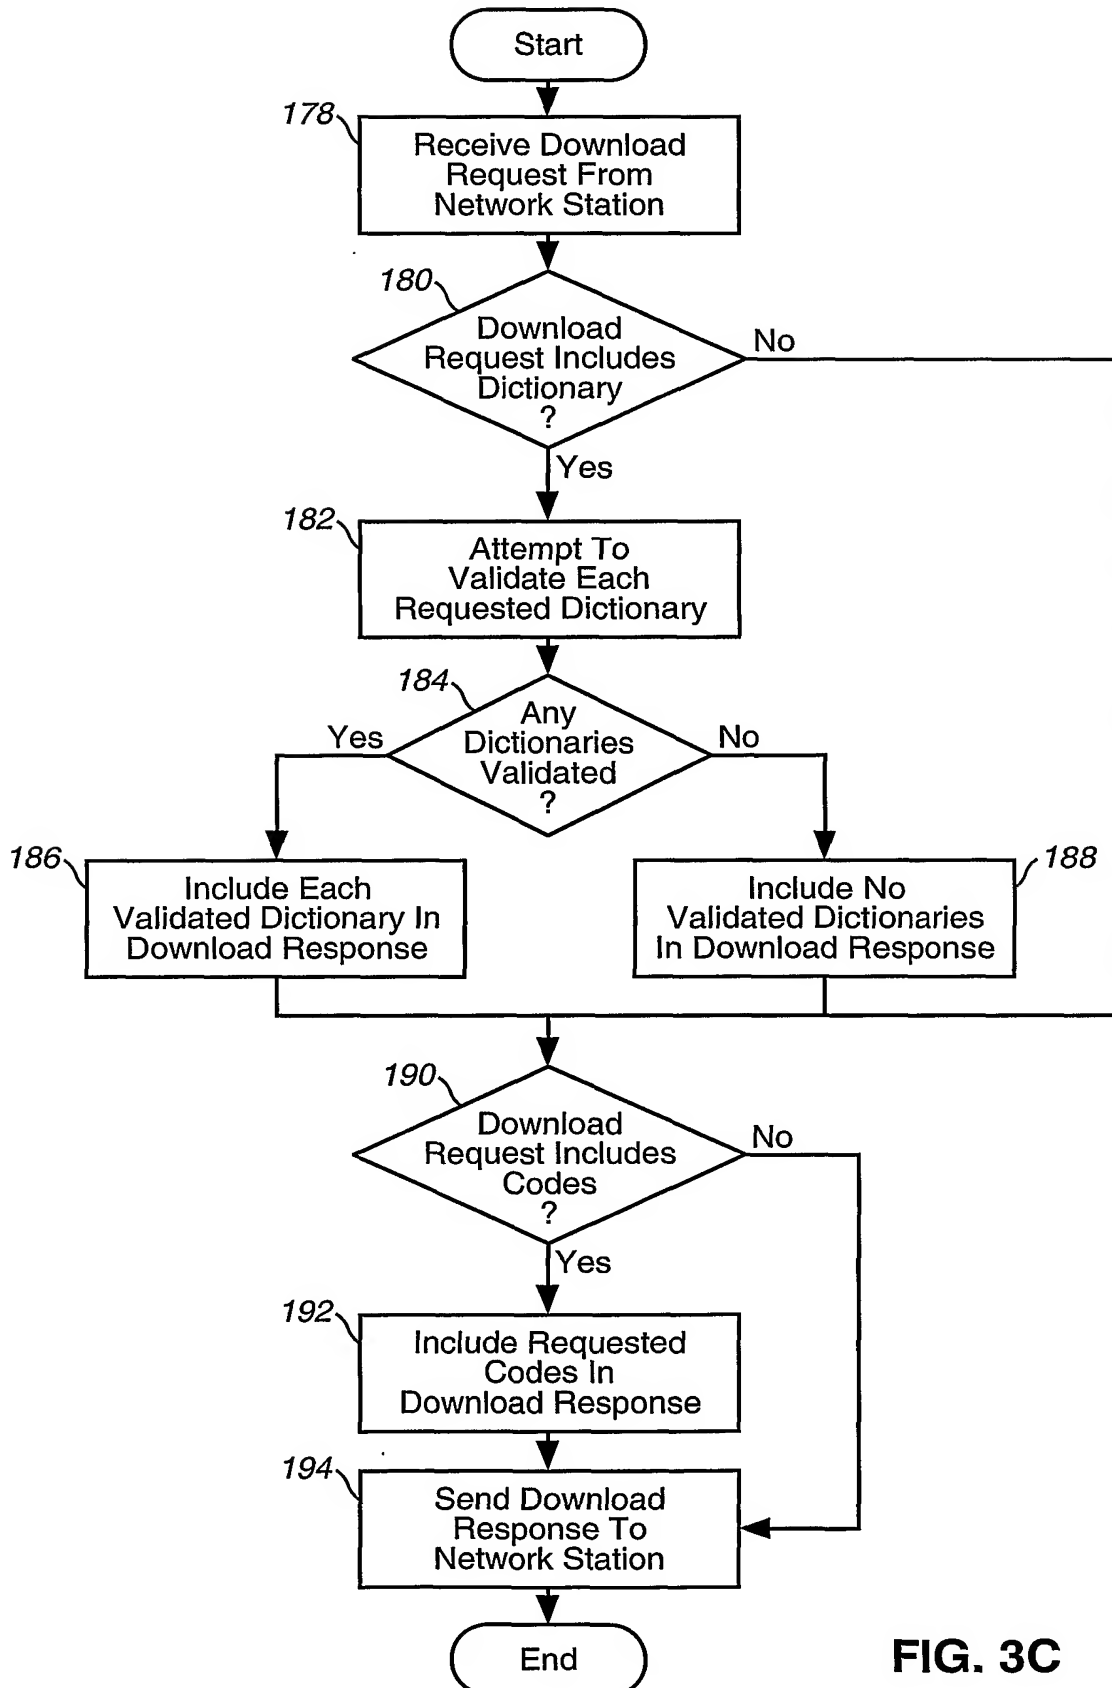 Start
178
Receive Download
Request From
Network Station
180
Download
Request Includes
Dictionary
?
No
Yes
182
Attempt To
Validate Each
Requested Dictionary
184
Any
Dictionaries
Validated
?
Yes
No
186
Include Each
Validated Dictionary In
Download Response
188
Include No
Validated Dictionaries
In Download Response
190
Download
Request Includes
Codes
?
No
Yes
192
Include Requested
Codes In
Download Response
194
Send Download
Response To
Network Station
End
FIG. 3C